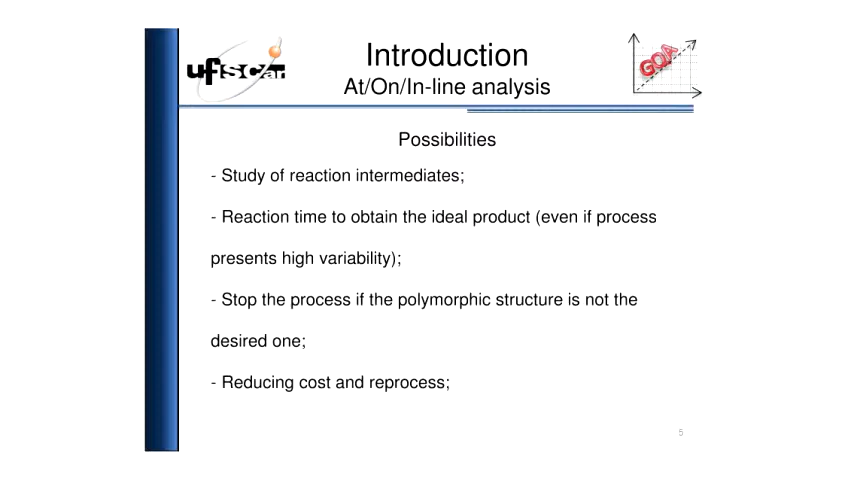 Introduction
At/On/In-line analysis
ufscar
GQA
Possibilities
- Study of reaction intermediates;
- Reaction time to obtain the ideal product (even if process
presents high variability);
- Stop the process if the polymorphic structure is not the
desired one;
- Reducing cost and reprocess;
5